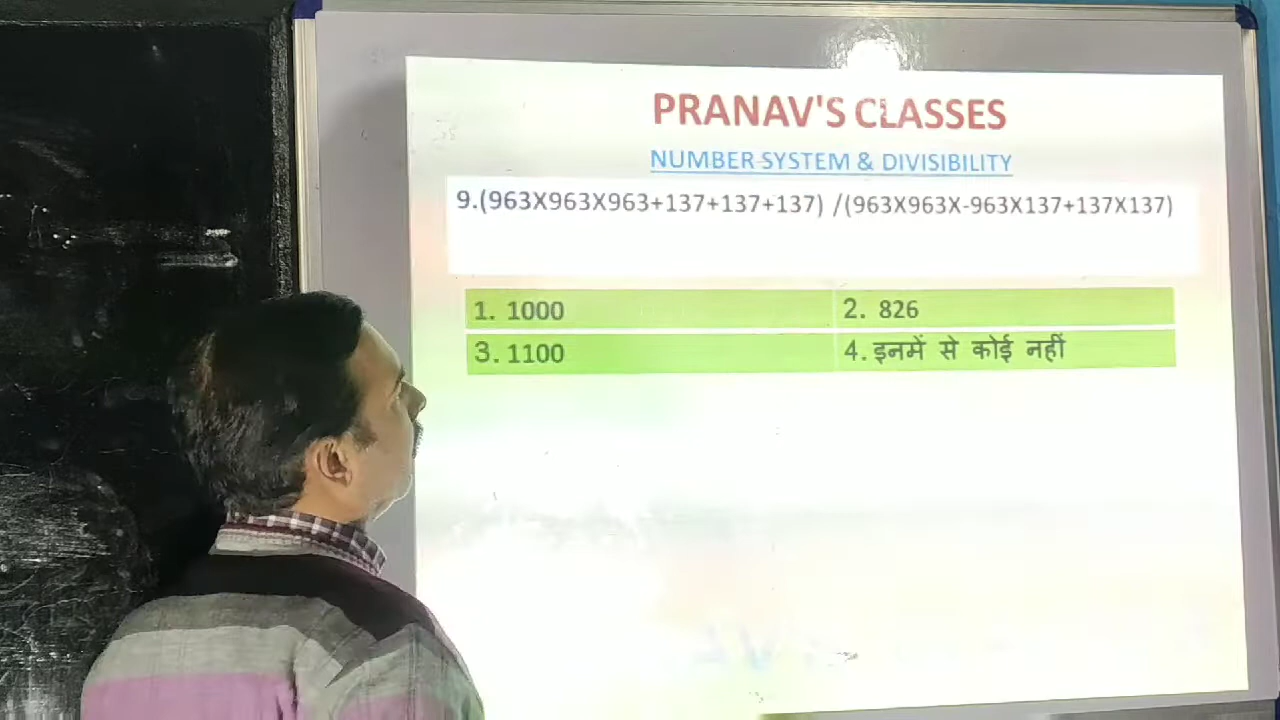 PRANAV'S CLASSES
NUMBER SYSTEM & DIVISIBILITY
9.(963X963X963+137+137+137) /(963X963X-963X137+137X137)
1. 1000 2. 826
3. 1100 4. इनमें से कोई नहीं